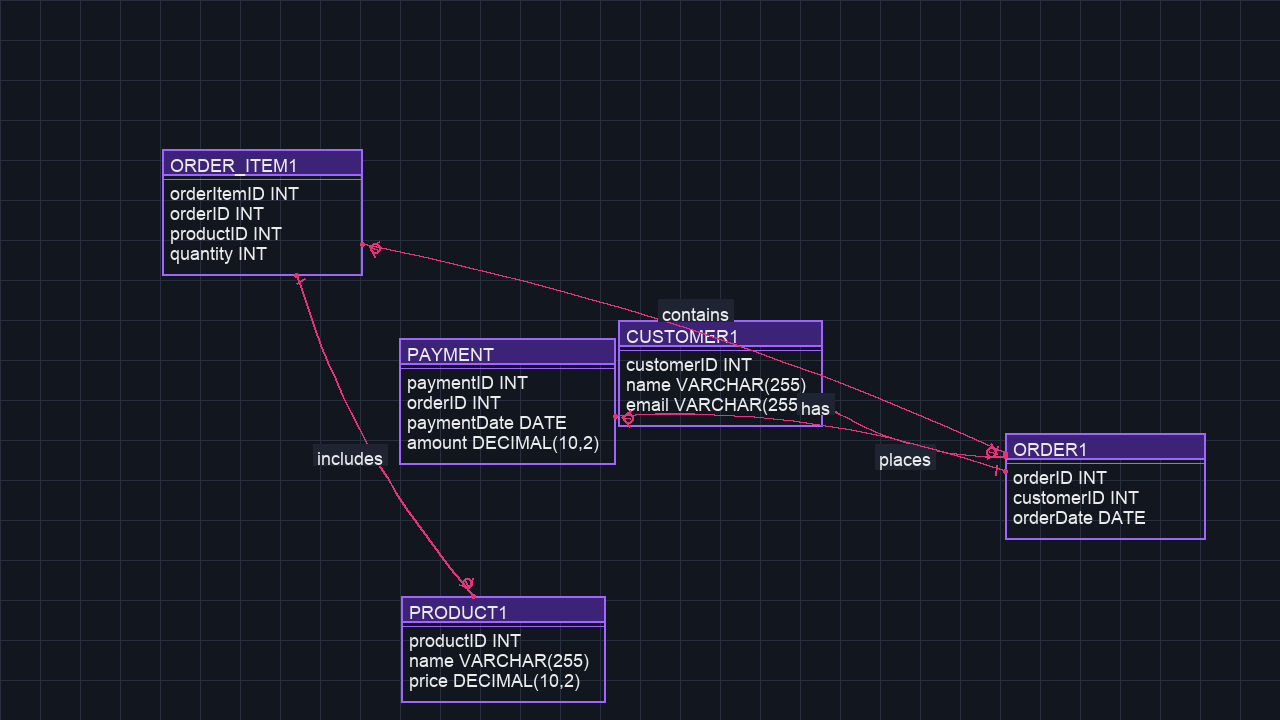 ORDER_ITEM1
orderItemID INT
orderID INT
productID INT
quantity INT
contains
CUSTOMER1
customerID INT
name VARCHAR(255)
email VARCHAR(255
has
PAYMENT
paymentID INT
orderID INT
paymentDate DATE
amount DECIMAL(10,2)
includes
places
ORDER1
orderID INT
customerID INT
orderDate DATE
PRODUCT1
productID INT
name VARCHAR(255)
price DECIMAL(10,2)